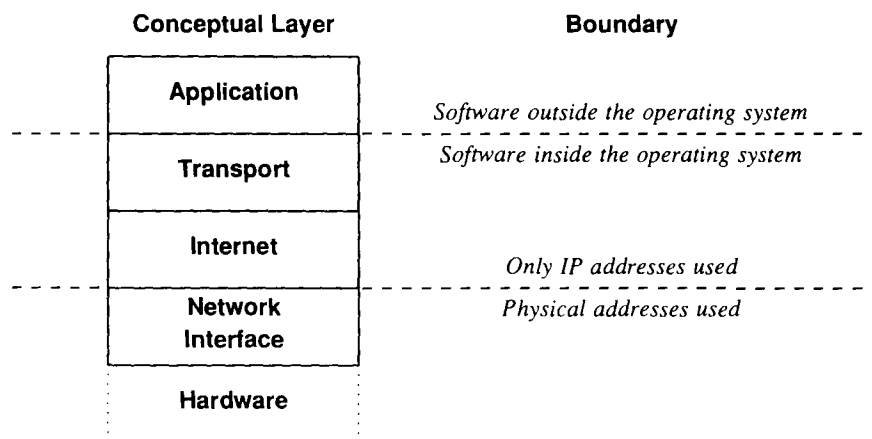 Conceptual Layer
Boundary
Application
Software outside the operating system
Software inside the operating system
Transport
Internet
Only IP addresses used
Network
Interface
Physical addresses used
Hardware